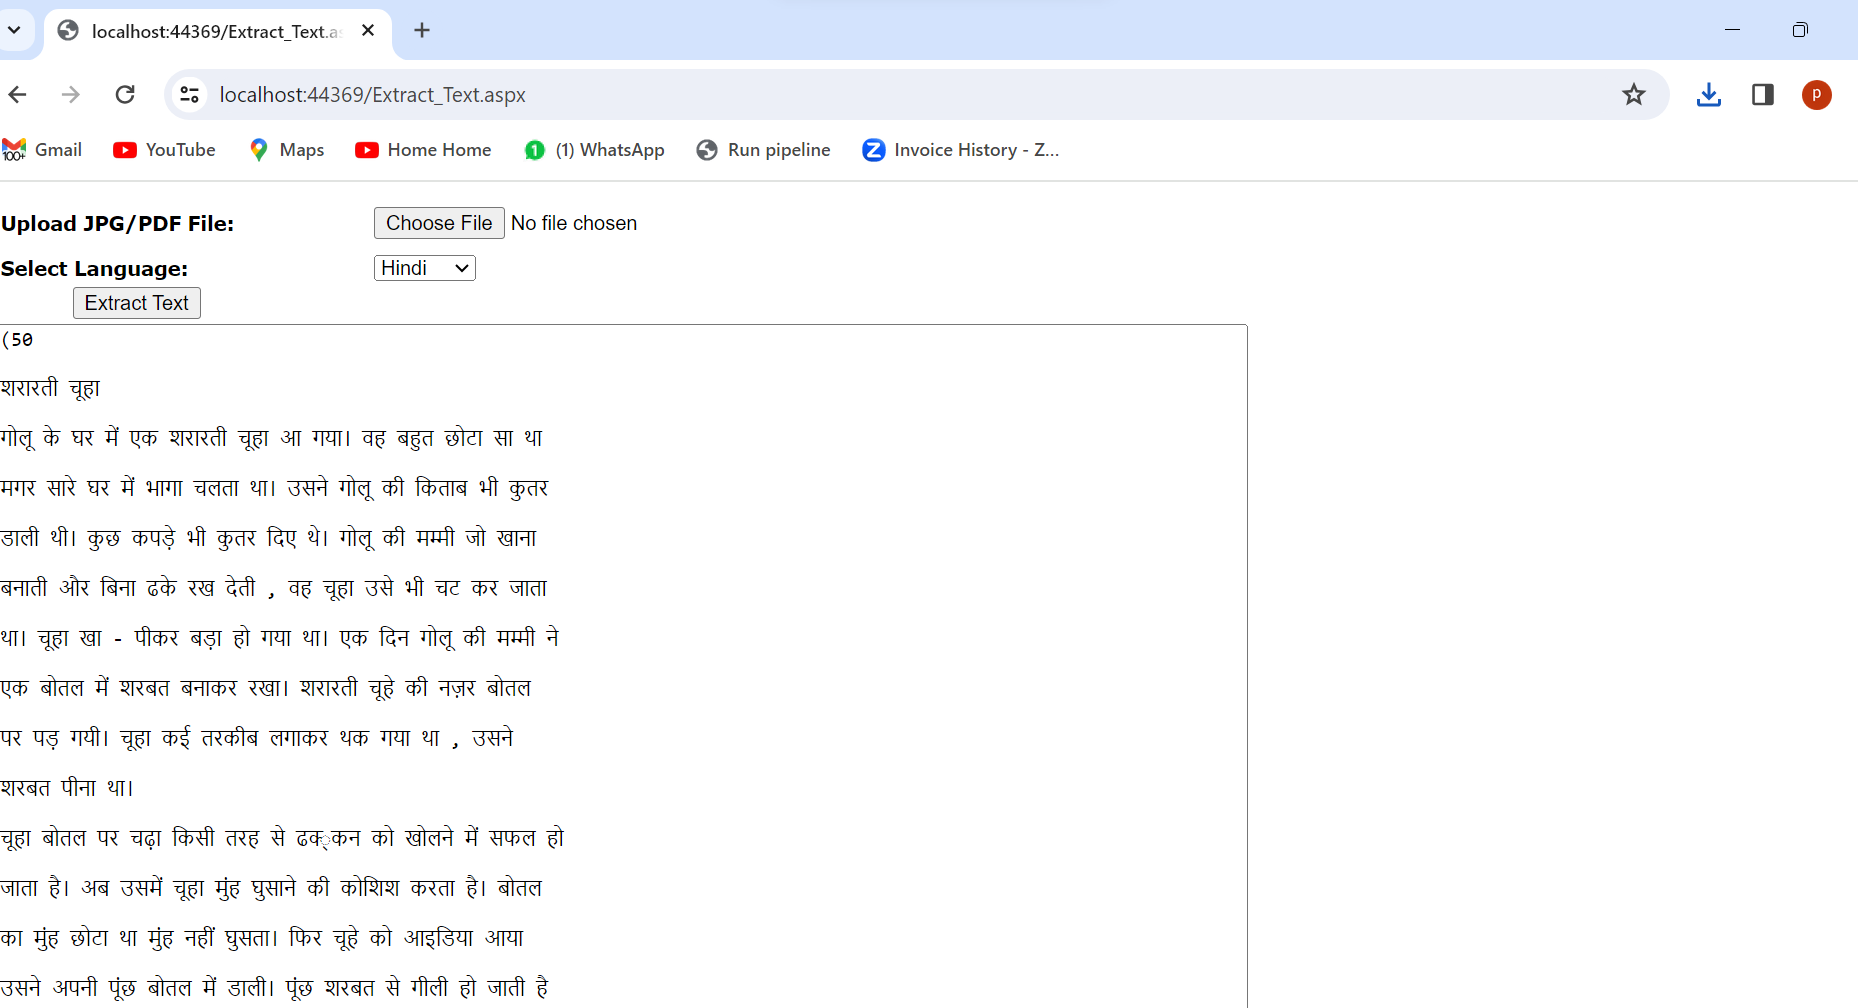 localhost:44369/Extract_Text.as
localhost:44369/Extract_Text.aspx
p
100+ Gmail
YouTube
Maps
Home Home
1 (1) WhatsApp
Run pipeline
Z Invoice History - Z...
Upload JPG/PDF File: Choose File No file chosen
Select Language: Hindi
Extract Text
(50
शरारती चूहा
गोलू के घर में एक शरारती चूहा आ गया। वह बहुत छोटा सा था
मगर सारे घर में भागा चलता था। उसने गोलू की किताब भी कुतर
डाली थी। कुछ कपड़े भी कुतर दिए थे। गोलू की मम्मी जो खाना
बनाती और बिना ढके रख देती , वह चूहा उसे भी चट कर जाता
था। चूहा खा - पीकर बड़ा हो गया था। एक दिन गोलू की मम्मी ने
एक बोतल में शरबत बनाकर रखा। शरारती चूहे की नज़र बोतल
पर पड़ गयी। चूहा कई तरकीब लगाकर थक गया था , उसने
शरबत पीना था।
चूहा बोतल पर चढ़ा किसी तरह से ढक््कन को खोलने में सफल हो
जाता है। अब उसमें चूहा मुंह घुसाने की कोशिश करता है। बोतल
का मुंह छोटा था मुंह नहीं घुसता। फिर चूहे को आइडिया आया
उसने अपनी पूंछ बोतल में डाली। पूंछ शरबत से गीली हो जाती है